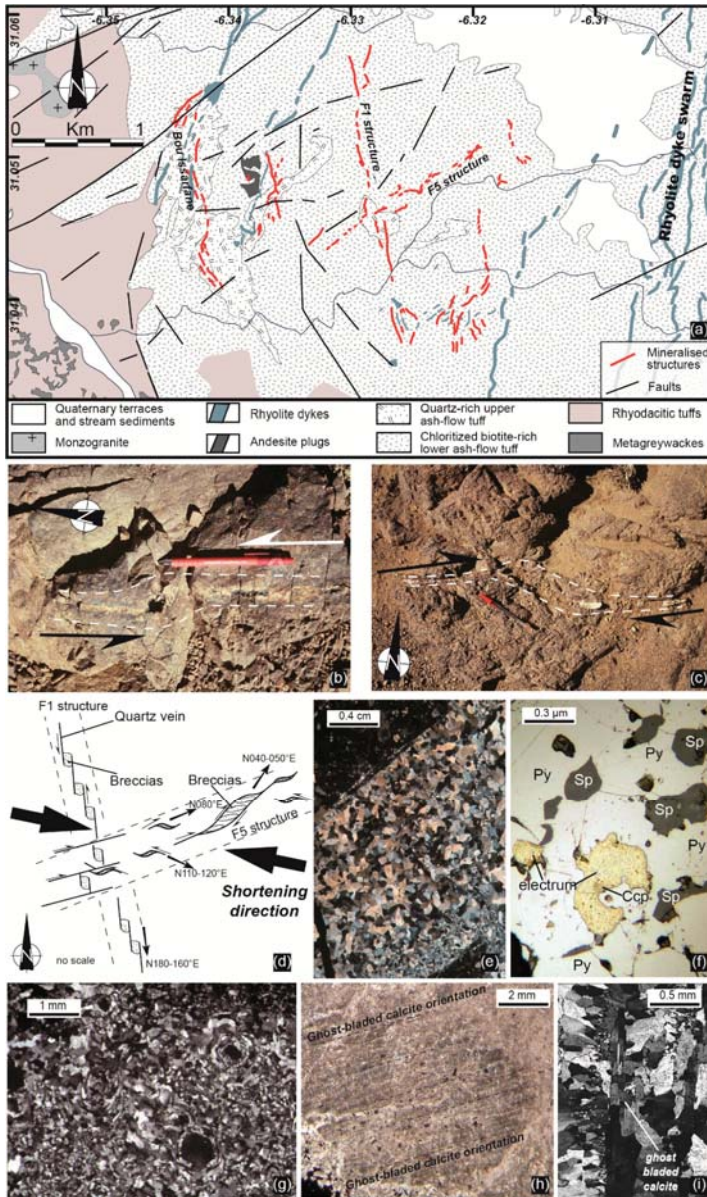 -6.35 -6.34 -6.33 -6.32 -6.31
31.06
31.05
31.04
N
0 Km 1
Bou Issarfane
F1 structure
F5 structure
Rhyolite dyke swarm
(a)
Mineralised
structures
Faults
Quaternary terraces
and stream sediments
Rhyolite dykes
Quartz-rich upper
ash-flow tuff
Rhyodacitic tuffs
Monzogranite
Andesite plugs
Chloritized biotite-rich
lower ash-flow tuff
Metagreywackes
N
(b)
N
(c)
F1 structure
Quartz vein
Breccias
Breccias
N040-050°E
N080°E
F5 structure
N110-120°E
Shortening
direction
N
no scale
N180-160°E
(d)
0.4 cm
(e)
0.3 µm
Sp
Py
Py
Sp
Sp
Py
electrum
Ccp
Sp
Py
Py
(f)
1 mm
(g)
2 mm
Ghost-bladed calcite orientation
Ghost-bladed calcite orientation
(h)
0.5 mm
ghost
bladed
calcite
(i)